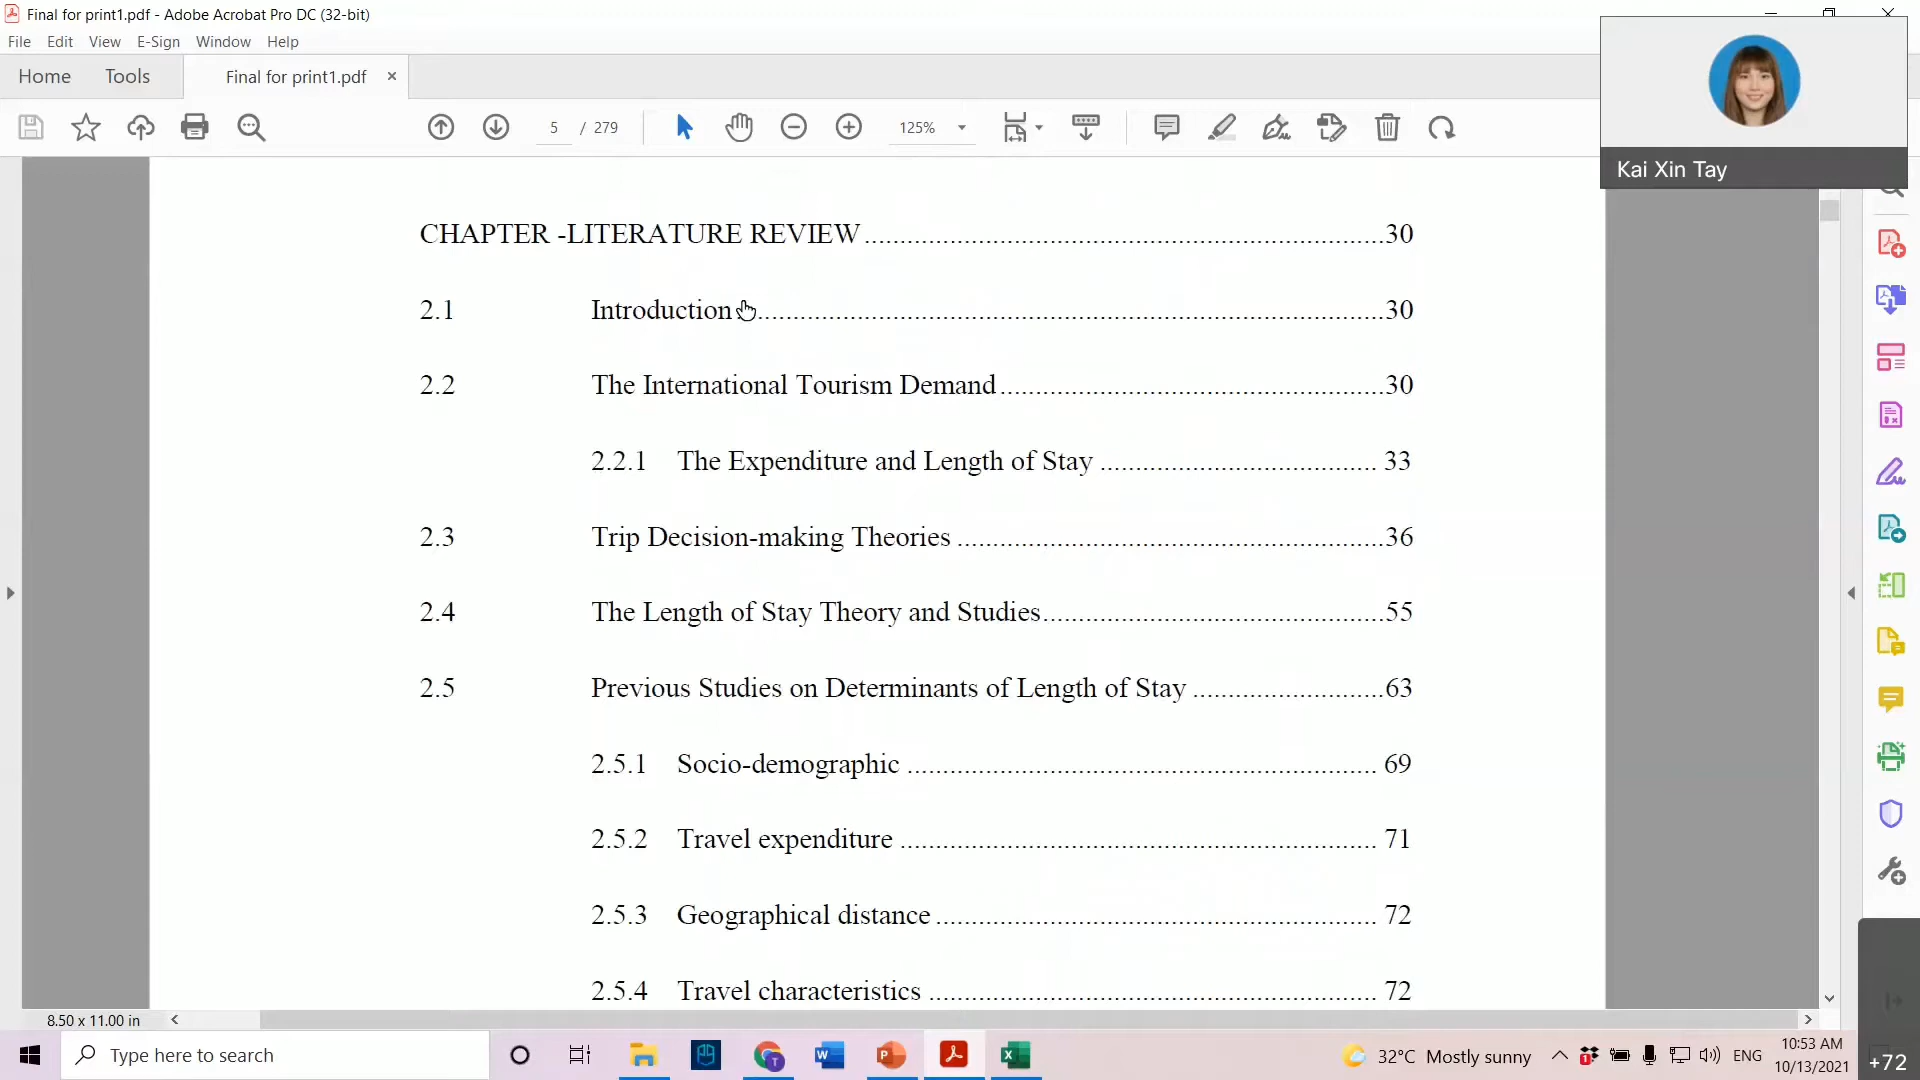 Final for print1.pdf - Adobe Acrobat Pro DC (32-bit)
File Edit View E-Sign Window Help
Home Tools Final for print1.pdf ×
5 / 279 125%
Kai Xin Tay
CHAPTER -LITERATURE REVIEW ........................................................................30
2.1 Introduction ........................................................................................30
2.2 The International Tourism Demand ......................................................30
2.2.1 The Expenditure and Length of Stay ....................................... 33
2.3 Trip Decision-making Theories ............................................................36
2.4 The Length of Stay Theory and Studies ................................................55
2.5 Previous Studies on Determinants of Length of Stay ...........................63
2.5.1 Socio-demographic .................................................................. 69
2.5.2 Travel expenditure ................................................................... 71
2.5.3 Geographical distance .............................................................. 72
2.5.4 Travel characteristics ............................................................... 72
8.50 x 11.00 in
Type here to search
32°C Mostly sunny
ENG
10:53 AM
10/13/2021
+72